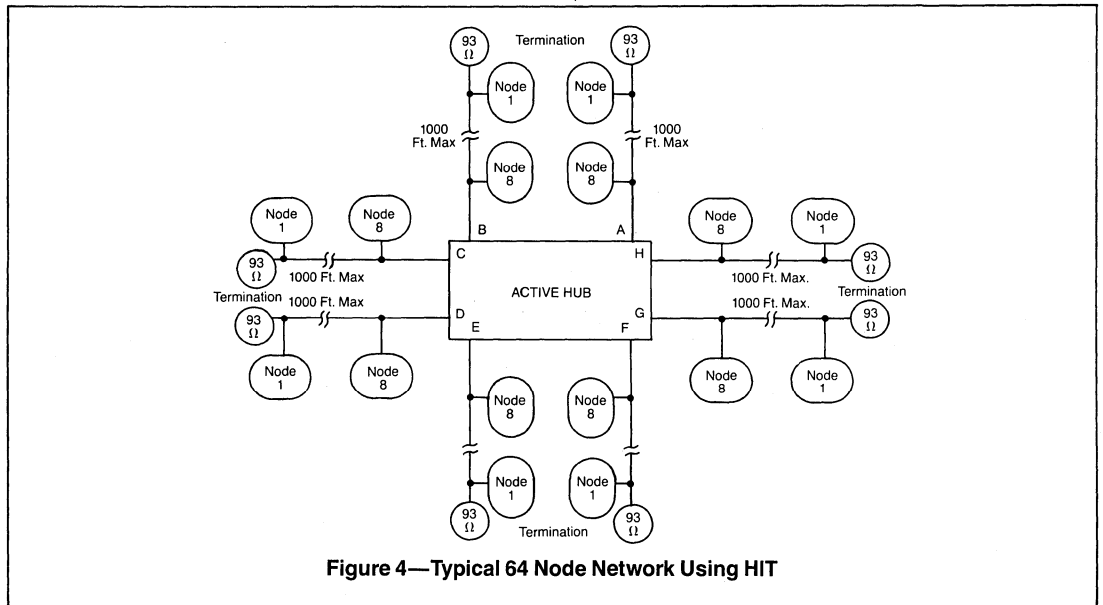 93
Ω
Termination
93
Ω
Node
1
Node
1
1000
Ft. Max
1000
Ft. Max
Node
8
Node
8
Node
1
Node
8
B
A
Node
8
Node
1
93
Ω
C
H
93
Ω
1000 Ft. Max
1000 Ft. Max.
Termination
1000 Ft. Max
ACTIVE HUB
1000 Ft. Max.
Termination
93
Ω
D
G
93
Ω
E
F
Node
1
Node
8
Node
8
Node
1
Node
8
Node
8
Node
1
Node
1
93
Ω
Termination
93
Ω
Figure 4—Typical 64 Node Network Using HIT